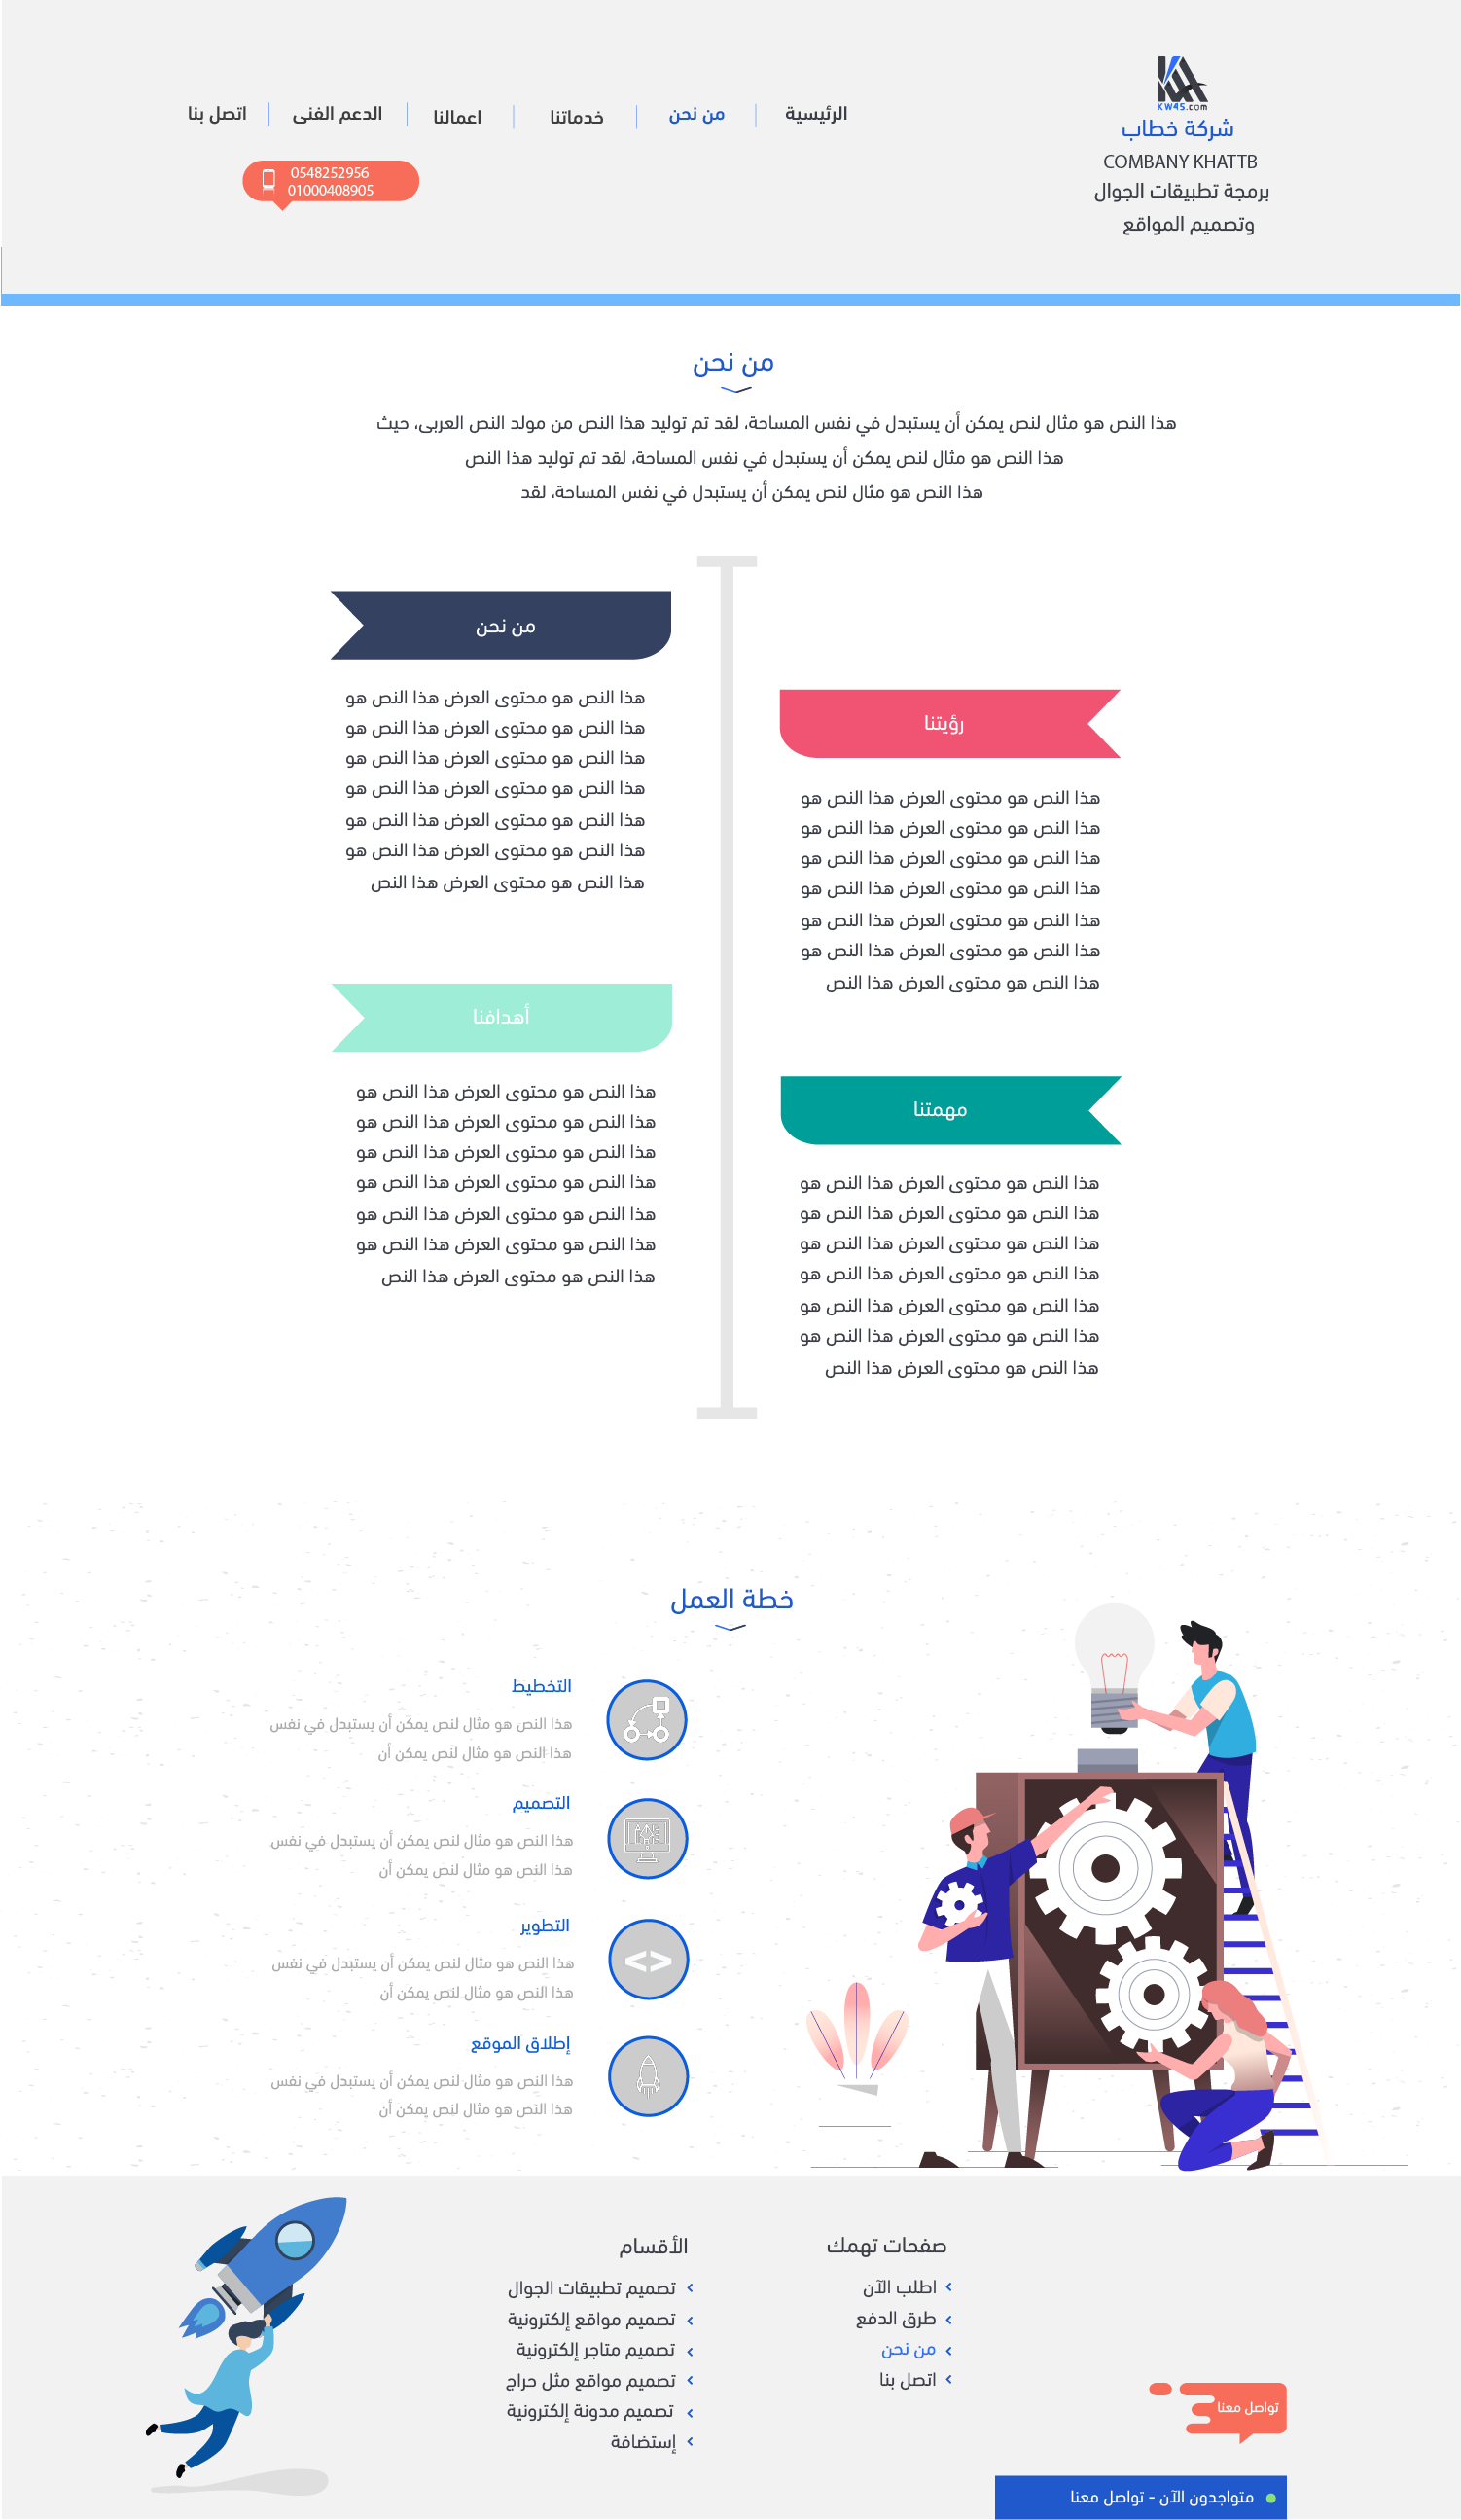 KW4S.com
شركة خطاب
COMBANY KHATTB
برمجة تطبيقات الجوال
وتصميم المواقع
الرئيسية
من نحن
خدماتنا
اعمالنا
الدعم الفنى
اتصل بنا
0548252956
01000408905
من نحن
هذا النص هو مثال لنص يمكن أن يستبدل في نفس المساحة، لقد تم توليد هذا النص من مولد النص العربى، حيث
هذا النص هو مثال لنص يمكن أن يستبدل في نفس المساحة، لقد تم توليد هذا النص
هذا النص هو مثال لنص يمكن أن يستبدل في نفس المساحة، لقد
من نحن
هذا النص هو محتوى العرض هذا النص هو
هذا النص هو محتوى العرض هذا النص هو
هذا النص هو محتوى العرض هذا النص هو
هذا النص هو محتوى العرض هذا النص هو
هذا النص هو محتوى العرض هذا النص هو
هذا النص هو محتوى العرض هذا النص هو
هذا النص هو محتوى العرض هذا النص
رؤيتنا
هذا النص هو محتوى العرض هذا النص هو
هذا النص هو محتوى العرض هذا النص هو
هذا النص هو محتوى العرض هذا النص هو
هذا النص هو محتوى العرض هذا النص هو
هذا النص هو محتوى العرض هذا النص هو
هذا النص هو محتوى العرض هذا النص هو
هذا النص هو محتوى العرض هذا النص
أهدافنا
هذا النص هو محتوى العرض هذا النص هو
هذا النص هو محتوى العرض هذا النص هو
هذا النص هو محتوى العرض هذا النص هو
هذا النص هو محتوى العرض هذا النص هو
هذا النص هو محتوى العرض هذا النص هو
هذا النص هو محتوى العرض هذا النص هو
هذا النص هو محتوى العرض هذا النص
مهمتنا
هذا النص هو محتوى العرض هذا النص هو
هذا النص هو محتوى العرض هذا النص هو
هذا النص هو محتوى العرض هذا النص هو
هذا النص هو محتوى العرض هذا النص هو
هذا النص هو محتوى العرض هذا النص هو
هذا النص هو محتوى العرض هذا النص هو
هذا النص هو محتوى العرض هذا النص
خطة العمل
التخطيط
هذا النص هو مثال لنص يمكن أن يستبدل في نفس
هذا النص هو مثال لنص يمكن أن
التصميم
هذا النص هو مثال لنص يمكن أن يستبدل في نفس
هذا النص هو مثال لنص يمكن أن
التطوير
هذا النص هو مثال لنص يمكن أن يستبدل في نفس
هذا النص هو مثال لنص يمكن أن
إطلاق الموقع
هذا النص هو مثال لنص يمكن أن يستبدل في نفس
هذا النص هو مثال لنص يمكن أن
صفحات تهمك
اطلب الآن
طرق الدفع
من نحن
اتصل بنا
الأقسام
تصميم تطبيقات الجوال
تصميم مواقع إلكترونية
تصميم متاجر إلكترونية
تصميم مواقع مثل حراج
تصميم مدونة إلكترونية
إستضافة
تواصل معنا
متواجدون الآن - تواصل معنا